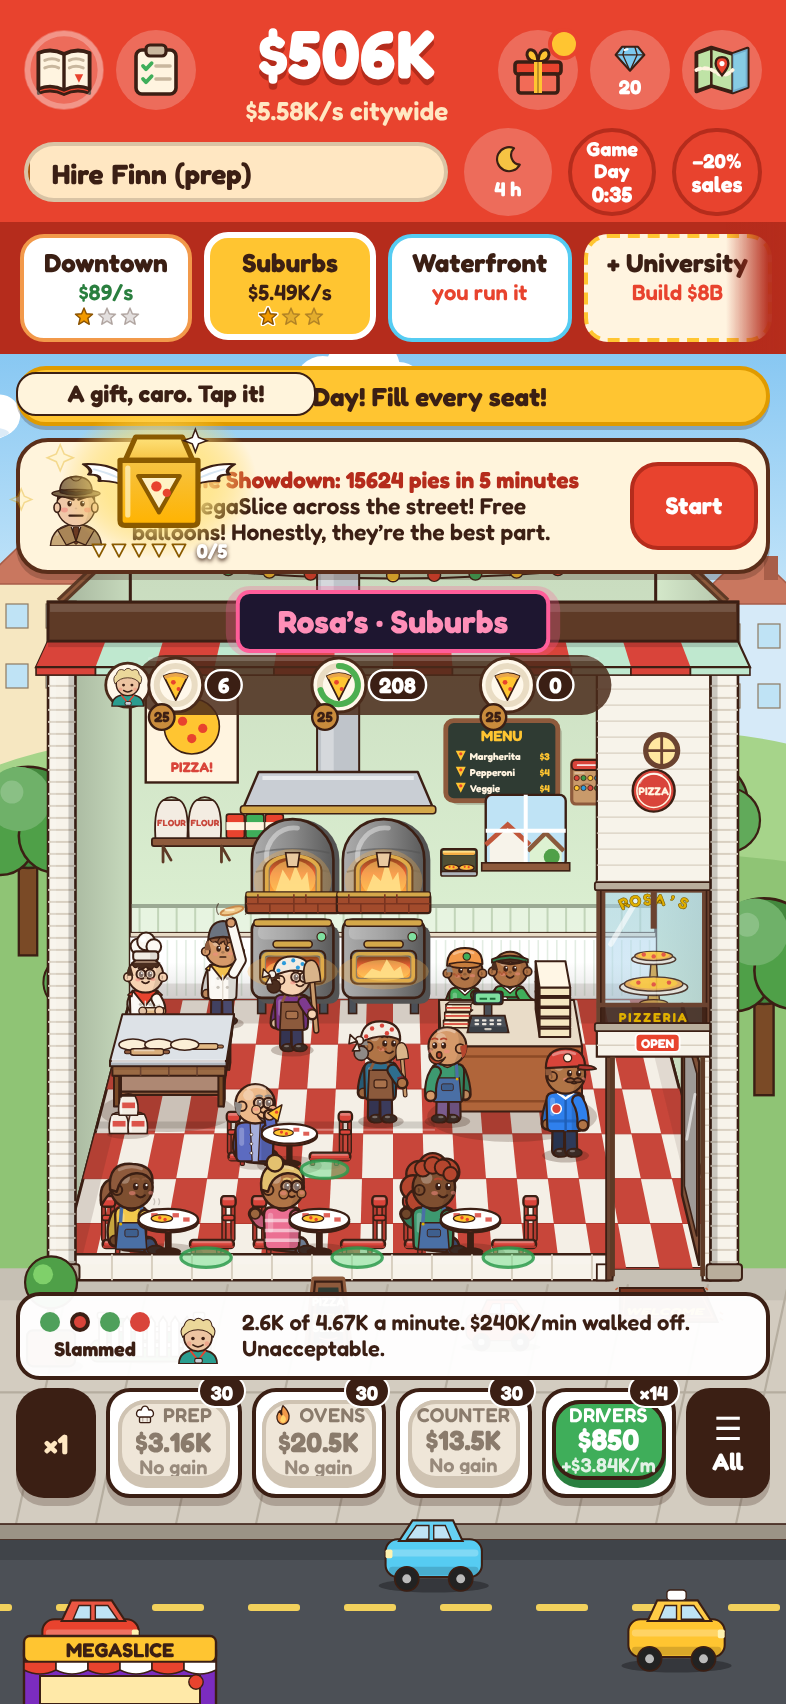 $506K
$5.58K/s citywide
20
Hire Finn (prep)
4 h
Game
Day
0:35
–20%
sales
Downtown
$89/s
Suburbs
$5.49K/s
Waterfront
you run it
+ University
Build $8B
A gift, caro. Tap it!
Day! Fill every seat!
Showdown: 15624 pies in 5 minutes
egaSlice across the street! Free
balloons! Honestly, they're the best part.
0/5
Start
Rosa's · Suburbs
6
208
0
25
25
25
PIZZA!
MENU
Margherita $3
Pepperoni $4
Veggie $4
PIZZA
FLOUR
FLOUR
ROSA'S
PIZZERIA
OPEN
Slammed
2.6K of 4.67K a minute. $240K/min walked off.
Unacceptable.
x1
30
PREP
$3.16K
No gain
30
OVENS
$20.5K
No gain
30
COUNTER
$13.5K
No gain
x14
DRIVERS
$850
+$3.84K/m
All
MEGASLICE